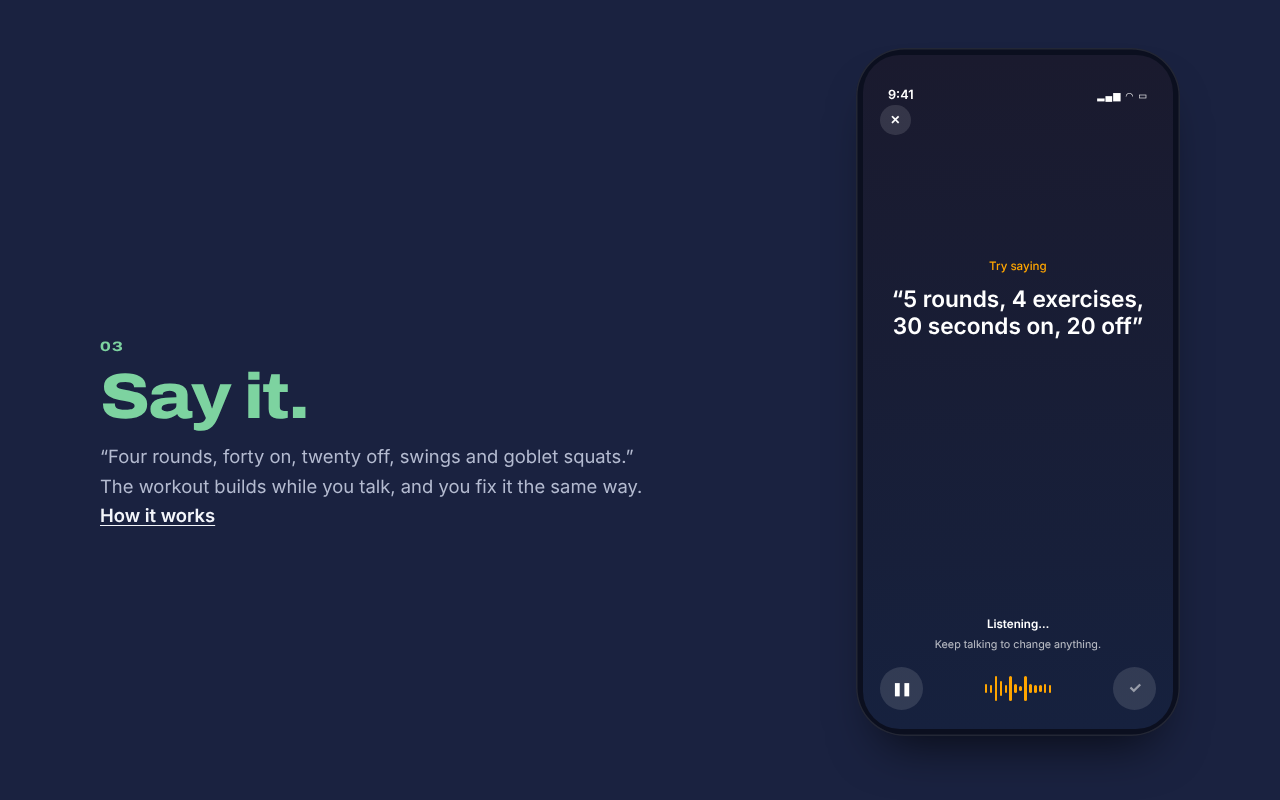 03
Say it.
“Four rounds, forty on, twenty off, swings and goblet squats.”
The workout builds while you talk, and you fix it the same way.
How it works
9:41
Try saying
“5 rounds, 4 exercises,
30 seconds on, 20 off”
Listening…
Keep talking to change anything.